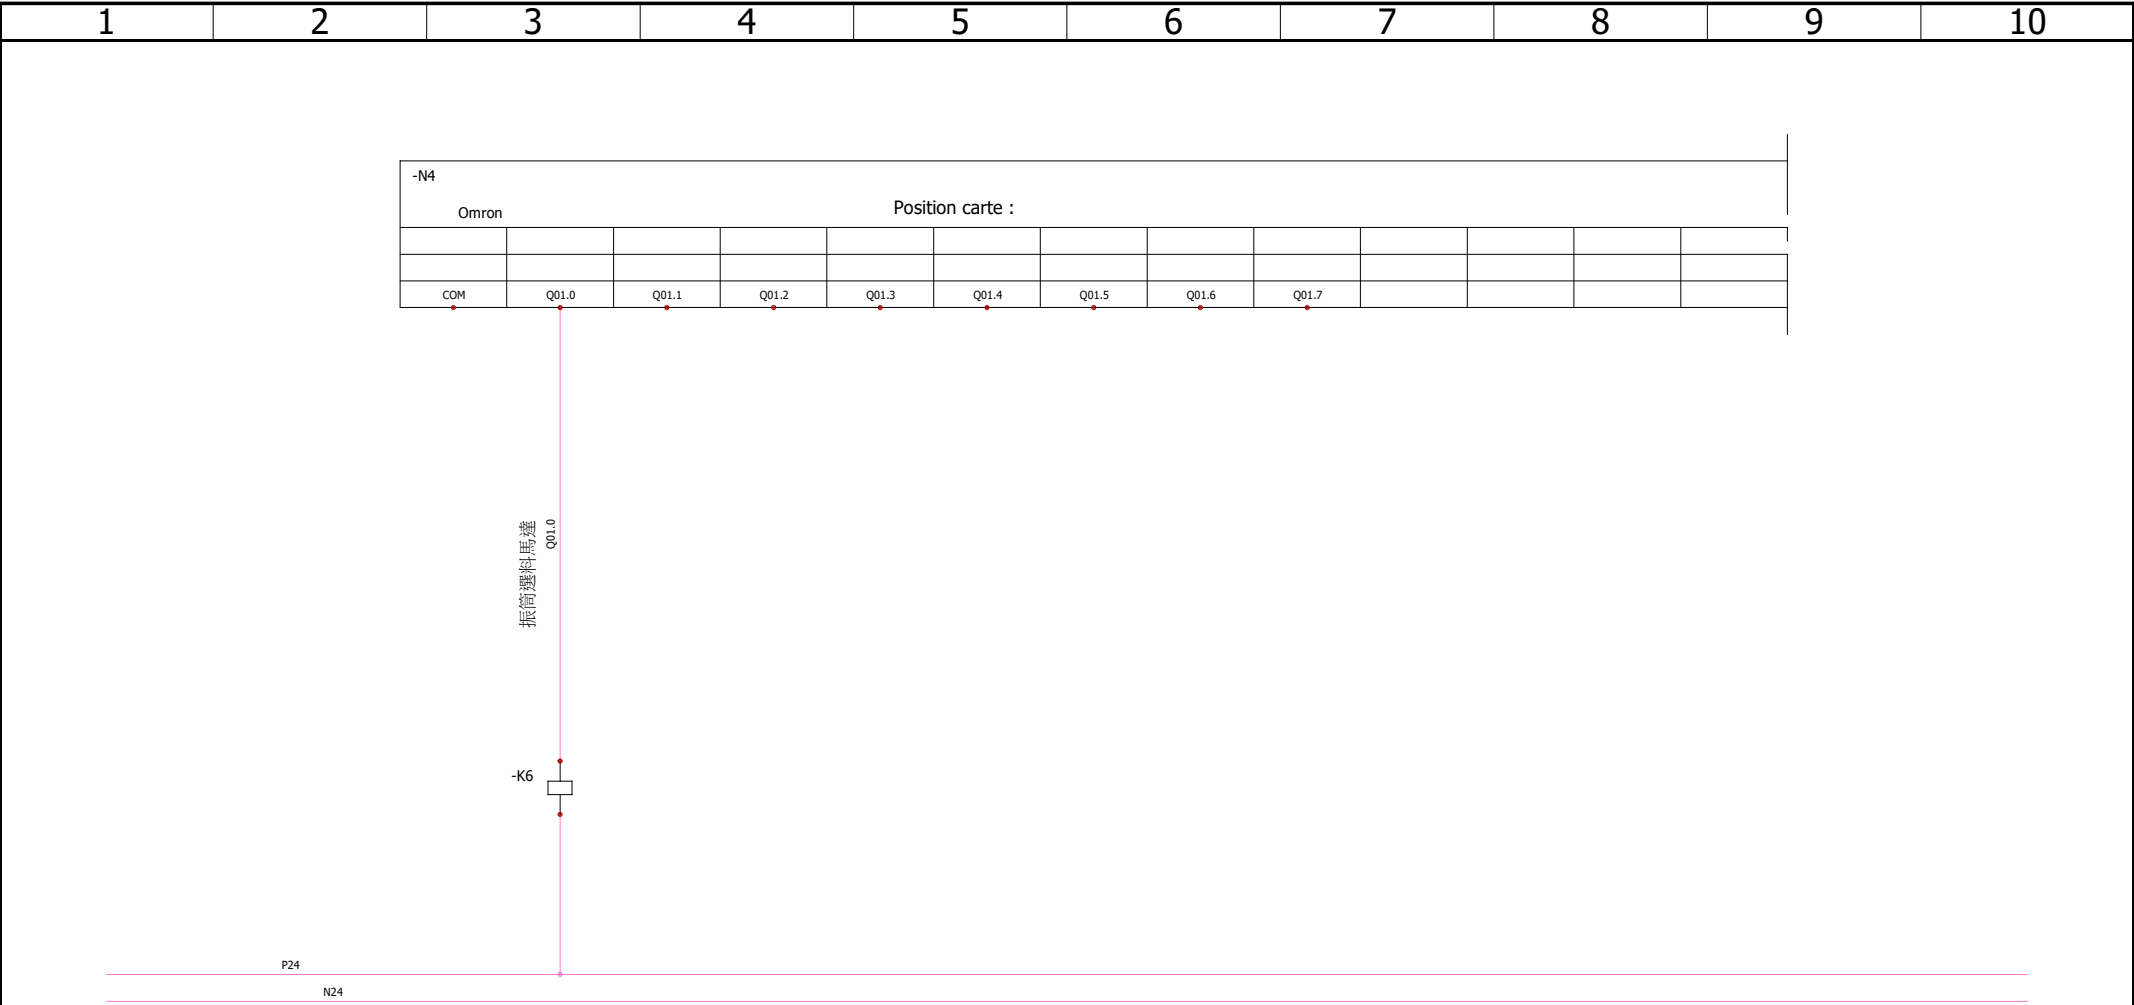 1 2 3 4 5 6 7 8 9 10
-N4
Omron
Position carte :
COM Q01.0 Q01.1 Q01.2 Q01.3 Q01.4 Q01.5 Q01.6 Q01.7
振筒選料馬達
Q01.0
-K6
P24
N24